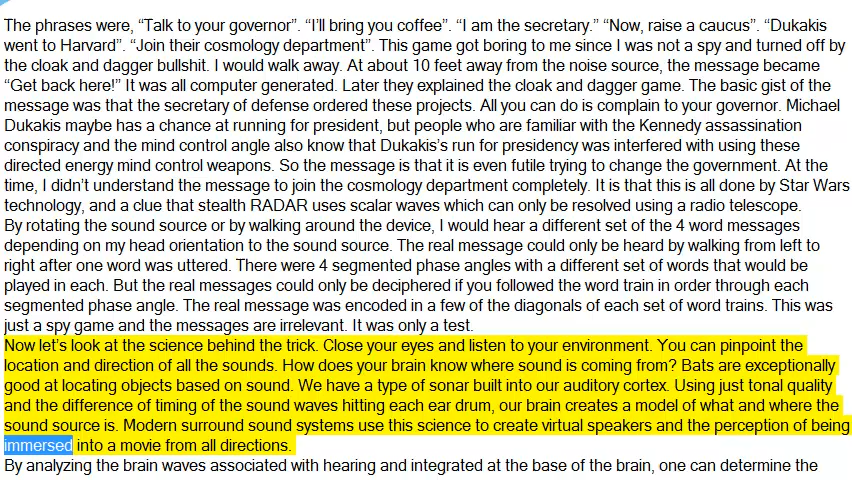 The phrases were, “Talk to your governor”. “I’ll bring you coffee”. “I am the secretary.” “Now, raise a caucus”. “Dukakis
went to Harvard”. “Join their cosmology department”. This game got boring to me since I was not a spy and turned off by
the cloak and dagger bullshit. I would walk away. At about 10 feet away from the noise source, the message became
“Get back here!” It was all computer generated. Later they explained the cloak and dagger game. The basic gist of the
message was that the secretary of defense ordered these projects. All you can do is complain to your governor. Michael
Dukakis maybe has a chance at running for president, but people who are familiar with the Kennedy assassination
conspiracy and the mind control angle also know that Dukakis’s run for presidency was interfered with using these
directed energy mind control weapons. So the message is that it is even futile trying to change the government. At the
time, I didn’t understand the message to join the cosmology department completely. It is that this is all done by Star Wars
technology, and a clue that stealth RADAR uses scalar waves which can only be resolved using a radio telescope.
By rotating the sound source or by walking around the device, I would hear a different set of the 4 word messages
depending on my head orientation to the sound source. The real message could only be heard by walking from left to
right after one word was uttered. There were 4 segmented phase angles with a different set of words that would be
played in each. But the real messages could only be deciphered if you followed the word train in order through each
segmented phase angle. The real message was encoded in a few of the diagonals of each set of word trains. This was
just a spy game and the messages are irrelevant. It was only a test.
Now let’s look at the science behind the trick. Close your eyes and listen to your environment. You can pinpoint the
location and direction of all the sounds. How does your brain know where sound is coming from? Bats are exceptionally
good at locating objects based on sound. We have a type of sonar built into our auditory cortex. Using just tonal quality
and the difference of timing of the sound waves hitting each ear drum, our brain creates a model of what and where the
sound source is. Modern surround sound systems use this science to create virtual speakers and the perception of being
immersed into a movie from all directions.
By analyzing the brain waves associated with hearing and integrated at the base of the brain, one can determine the